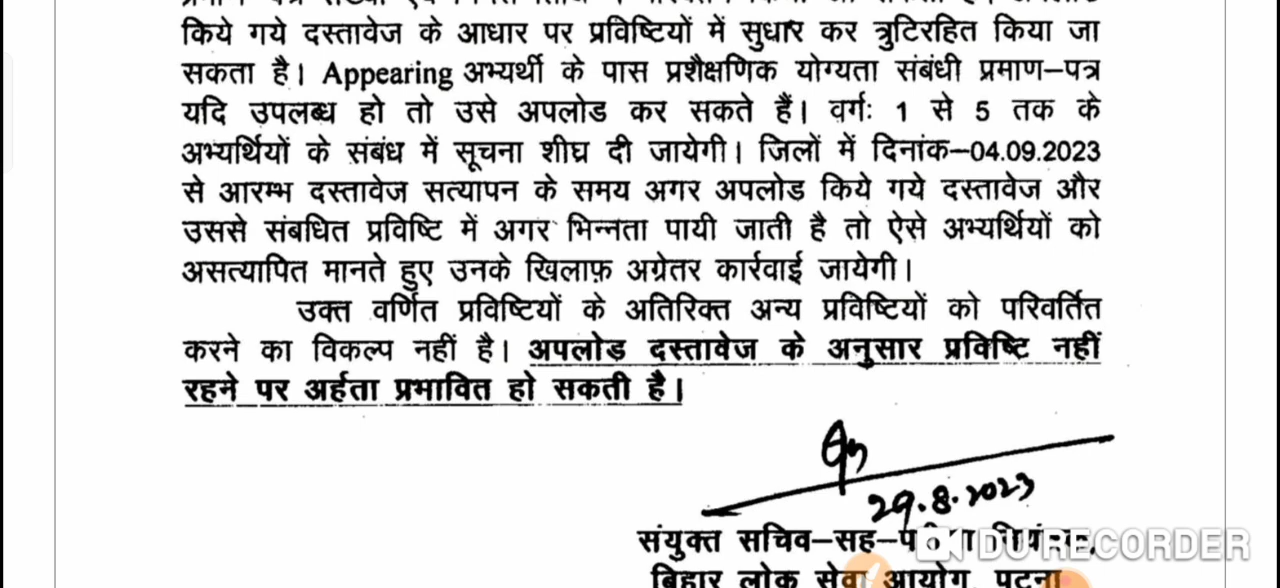 किये गये दस्तावेज के आधार पर प्रविष्टियों में सुधार कर त्रुटिरहित किया जा
सकता है। Appearing अभ्यर्थी के पास प्रशैक्षणिक योग्यता संबंधी प्रमाण–पत्र
यदि उपलब्ध हो तो उसे अपलोड कर सकते हैं। वर्गः 1 से 5 तक के
अभ्यर्थियों के संबंध में सूचना शीघ्र दी जायेगी। जिलों में दिनांक–04.09.2023
से आरम्भ दस्तावेज सत्यापन के समय अगर अपलोड किये गये दस्तावेज और
उससे संबधित प्रविष्टि में अगर भिन्नता पायी जाती है तो ऐसे अभ्यर्थियों को
असत्यापित मानते हुए उनके खिलाफ़ अग्रेतर कार्रवाई जायेगी।
उक्त वर्णित प्रविष्टियों के अतिरिक्त अन्य प्रविष्टियों को परिवर्तित
करने का विकल्प नहीं है। अपलोड दस्तावेज के अनुसार प्रविष्टि नहीं
रहने पर अर्हता प्रभावित हो सकती है।
29.8.2023
संयुक्त सचिव–सह–
DU RECORDER
बिहार लोक सेवा आयोग, पटना